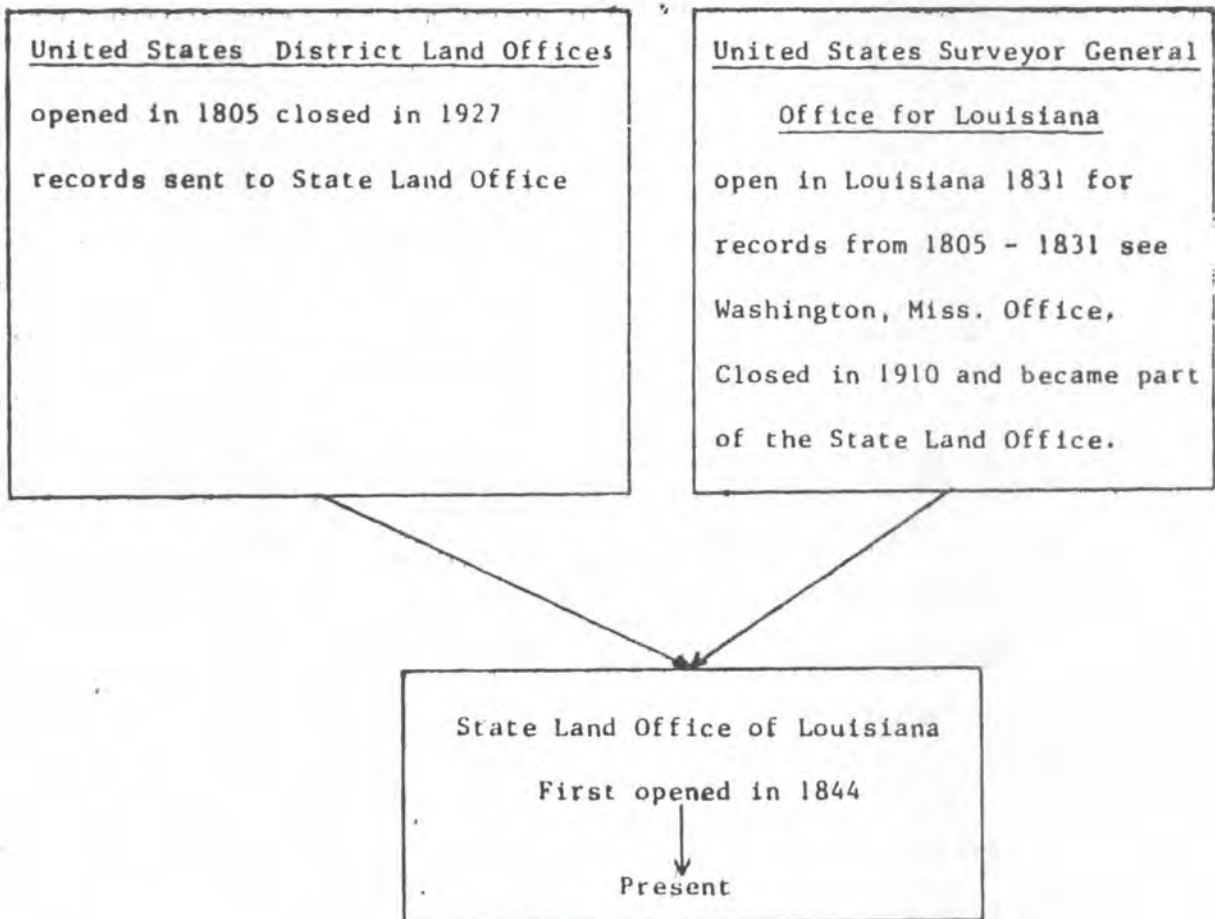 United States District Land Offices
opened in 1805 closed in 1927
records sent to State Land Office
United States Surveyor General
Office for Louisiana
open in Louisiana 1831 for
records from 1805 - 1831 see
Washington, Miss. Office,
Closed in 1910 and became part
of the State Land Office.
State Land Office of Louisiana
First opened in 1844
Present